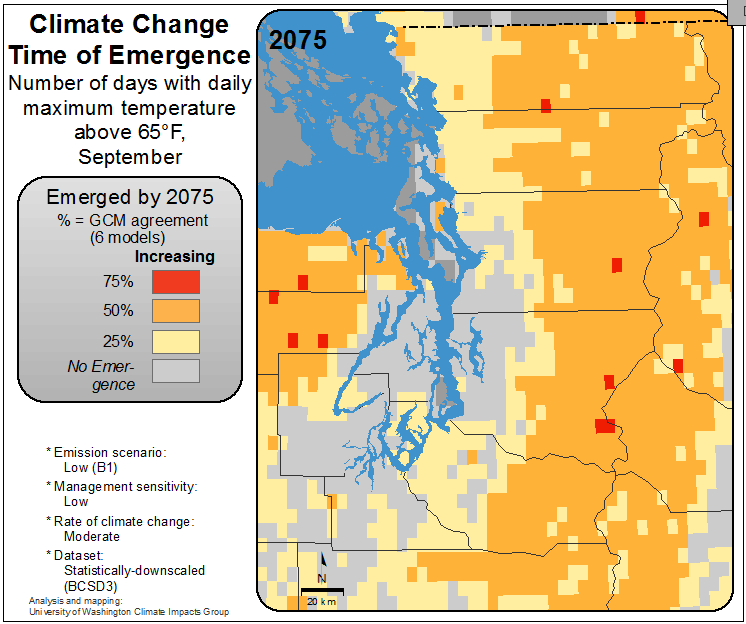 Climate Change
Time of Emergence
Number of days with daily
maximum temperature
above 65°F,
September
Emerged by 2075
% = GCM agreement
(6 models)
Increasing
75%
50%
25%
No Emer-
gence
* Emission scenario:
Low (B1)
* Management sensitivity:
Low
* Rate of climate change:
Moderate
* Dataset:
Statistically-downscaled
(BCSD3)
Analysis and mapping:
University of Washington Climate Impacts Group
2075
N
20 km